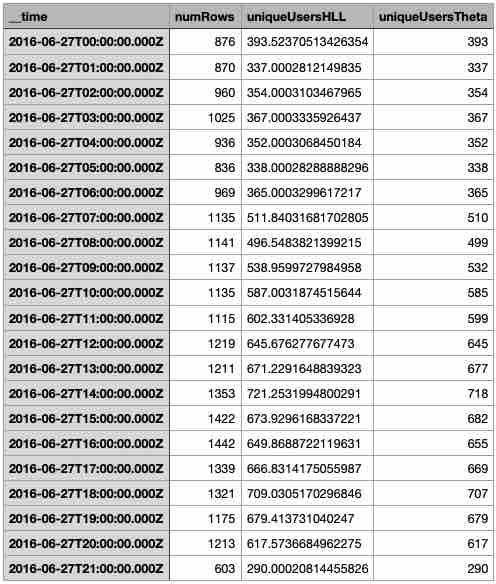 __time numRows uniqueUsersHLL uniqueUsersTheta
2016-06-27T00:00:00.000Z 876 393.52370513426354 393
2016-06-27T01:00:00.000Z 870 337.0002812149835 337
2016-06-27T02:00:00.000Z 960 354.0003103467965 354
2016-06-27T03:00:00.000Z 1025 367.0003335926437 367
2016-06-27T04:00:00.000Z 936 352.0003068450184 352
2016-06-27T05:00:00.000Z 836 338.00028288888296 338
2016-06-27T06:00:00.000Z 969 365.0003299617217 365
2016-06-27T07:00:00.000Z 1135 511.84031681702805 510
2016-06-27T08:00:00.000Z 1141 496.5483821399215 499
2016-06-27T09:00:00.000Z 1137 538.9599727984958 532
2016-06-27T10:00:00.000Z 1135 587.0031874515644 585
2016-06-27T11:00:00.000Z 1115 602.331405336928 599
2016-06-27T12:00:00.000Z 1219 645.676277677473 645
2016-06-27T13:00:00.000Z 1211 671.2291648839323 677
2016-06-27T14:00:00.000Z 1353 721.2531994800291 718
2016-06-27T15:00:00.000Z 1422 673.9296168337221 682
2016-06-27T16:00:00.000Z 1442 649.8688722119631 655
2016-06-27T17:00:00.000Z 1339 666.8314175055987 669
2016-06-27T18:00:00.000Z 1321 709.0305170296846 707
2016-06-27T19:00:00.000Z 1175 679.413731040247 679
2016-06-27T20:00:00.000Z 1213 617.5736684962275 617
2016-06-27T21:00:00.000Z 603 290.00020814455826 290